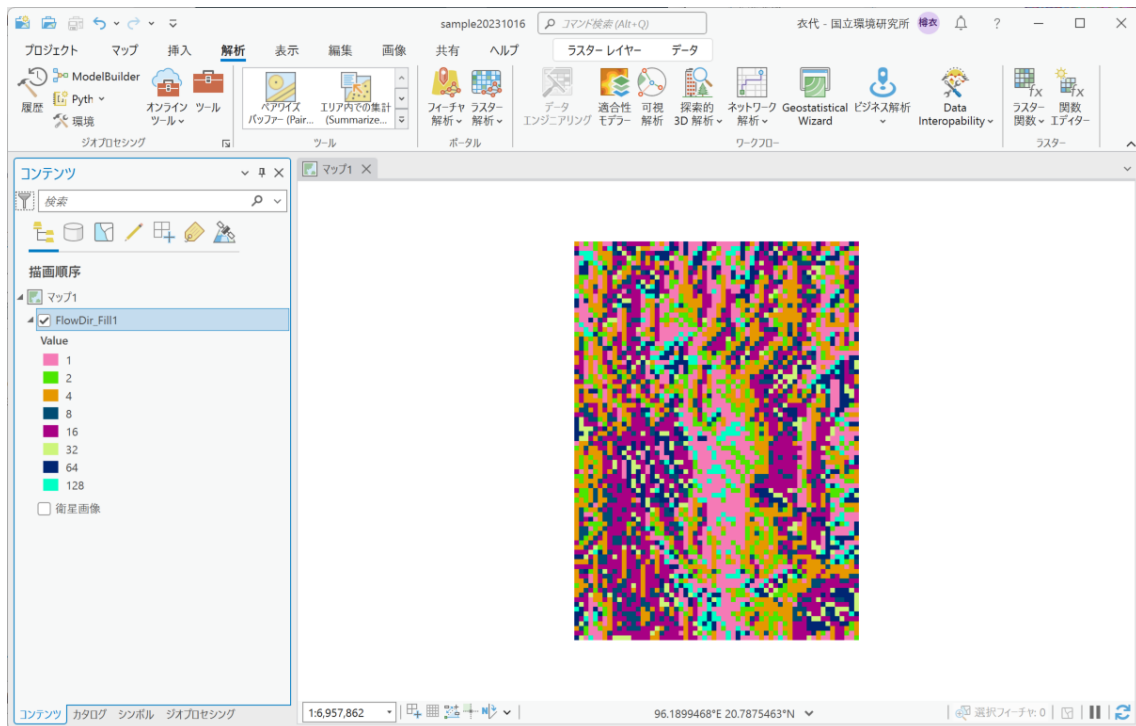 sample20231016
コマンド検索 (Alt+Q)
衣代 - 国立環境研究所
樽衣
?
プロジェクト マップ 挿入 解析 表示 編集 画像 共有 ヘルプ ラスター レイヤー データ
履歴
ModelBuilder
Pyth
環境
オンライン ツール
ツール
ジオプロセシング
ペアワイズ バッファー (Pair...
エリア内での集計 (Summarize...
ツール
フィーチャ 解析
ラスター 解析
ポータル
データ エンジニアリング
適合性 モデラー
可視 解析
探索的 3D 解析
ネットワーク 解析
Geostatistical Wizard
ビジネス解析
Data Interoperability
ワークフロー
ラスター 関数
関数 エディター
ラスター
コンテンツ
検索
描画順序
マップ1
FlowDir_Fill1
Value
1
2
4
8
16
32
64
128
衛星画像
マップ1
コンテンツ カタログ シンボル ジオプロセシング
1:6,957,862
96.1899468°E 20.7875463°N
選択フィーチャ: 0